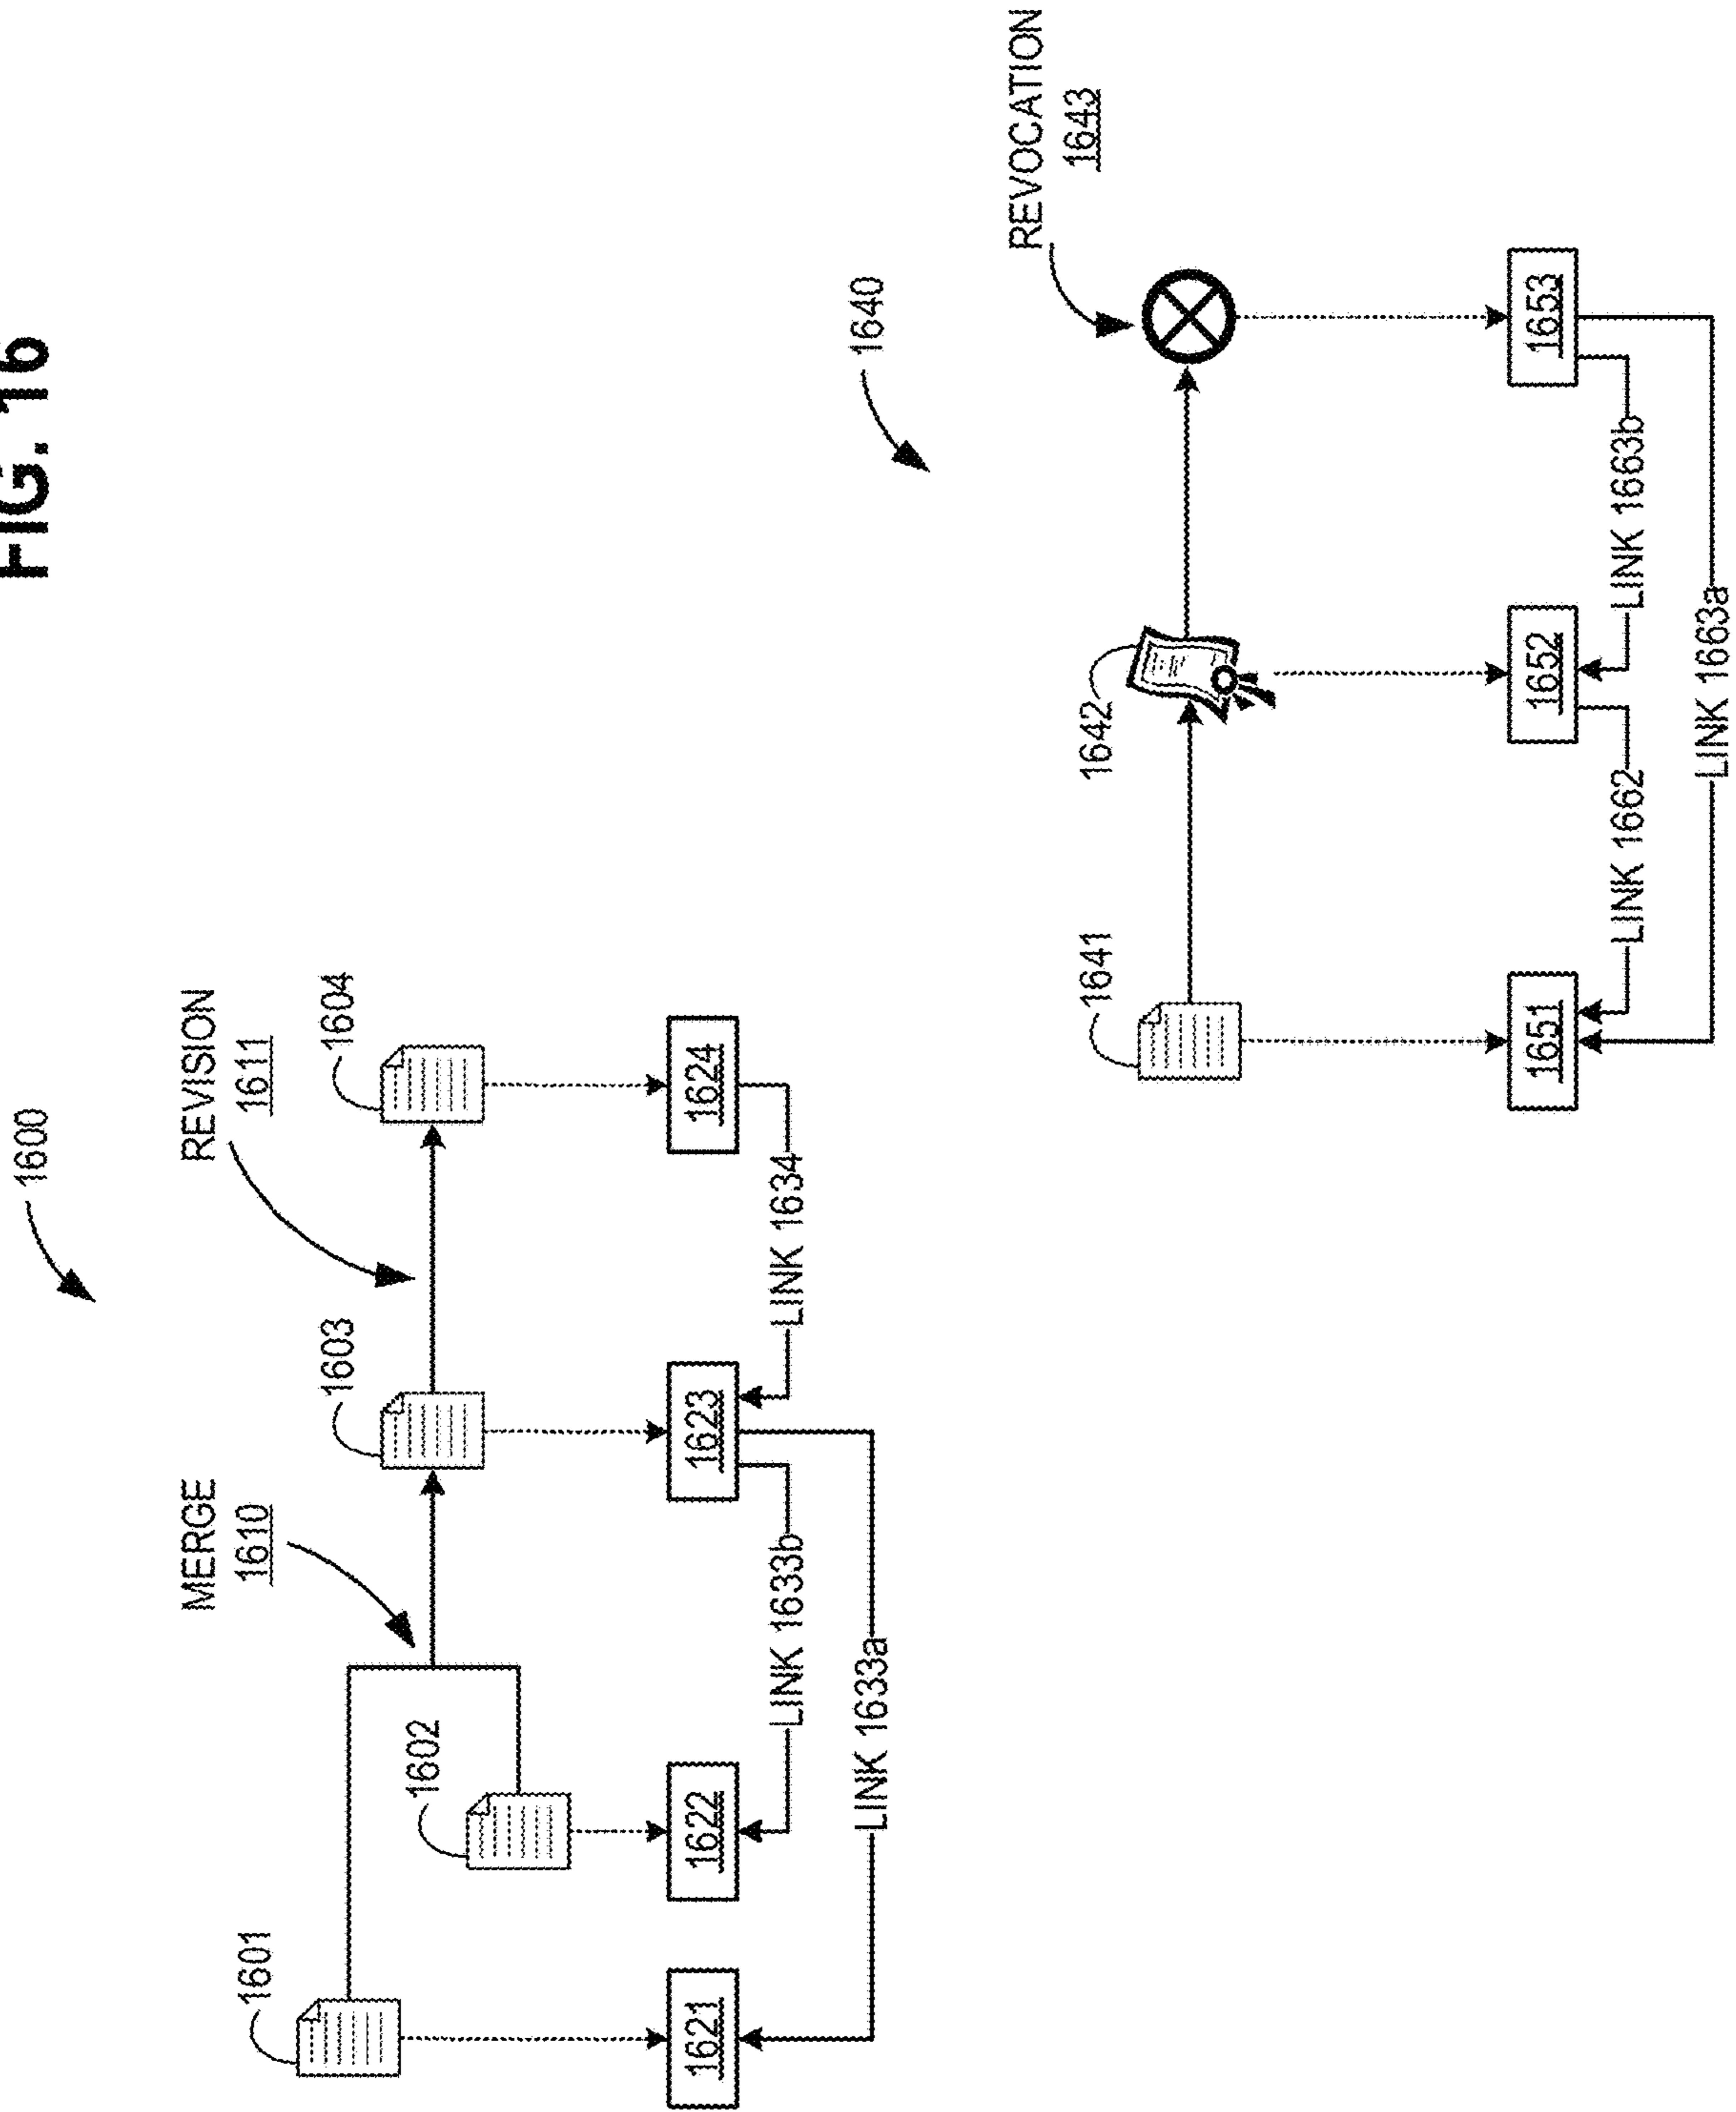 FIG. 16
1600
MERGE
1610
REVISION
1611
1601
1602
1603
1604
1621
1622
1623
1624
LINK 1633b
LINK 1634
LINK 1633a
1640
REVOCATION
1643
1641
1642
1651
1652
1653
LINK 1662
LINK 1663b
LINK 1663a